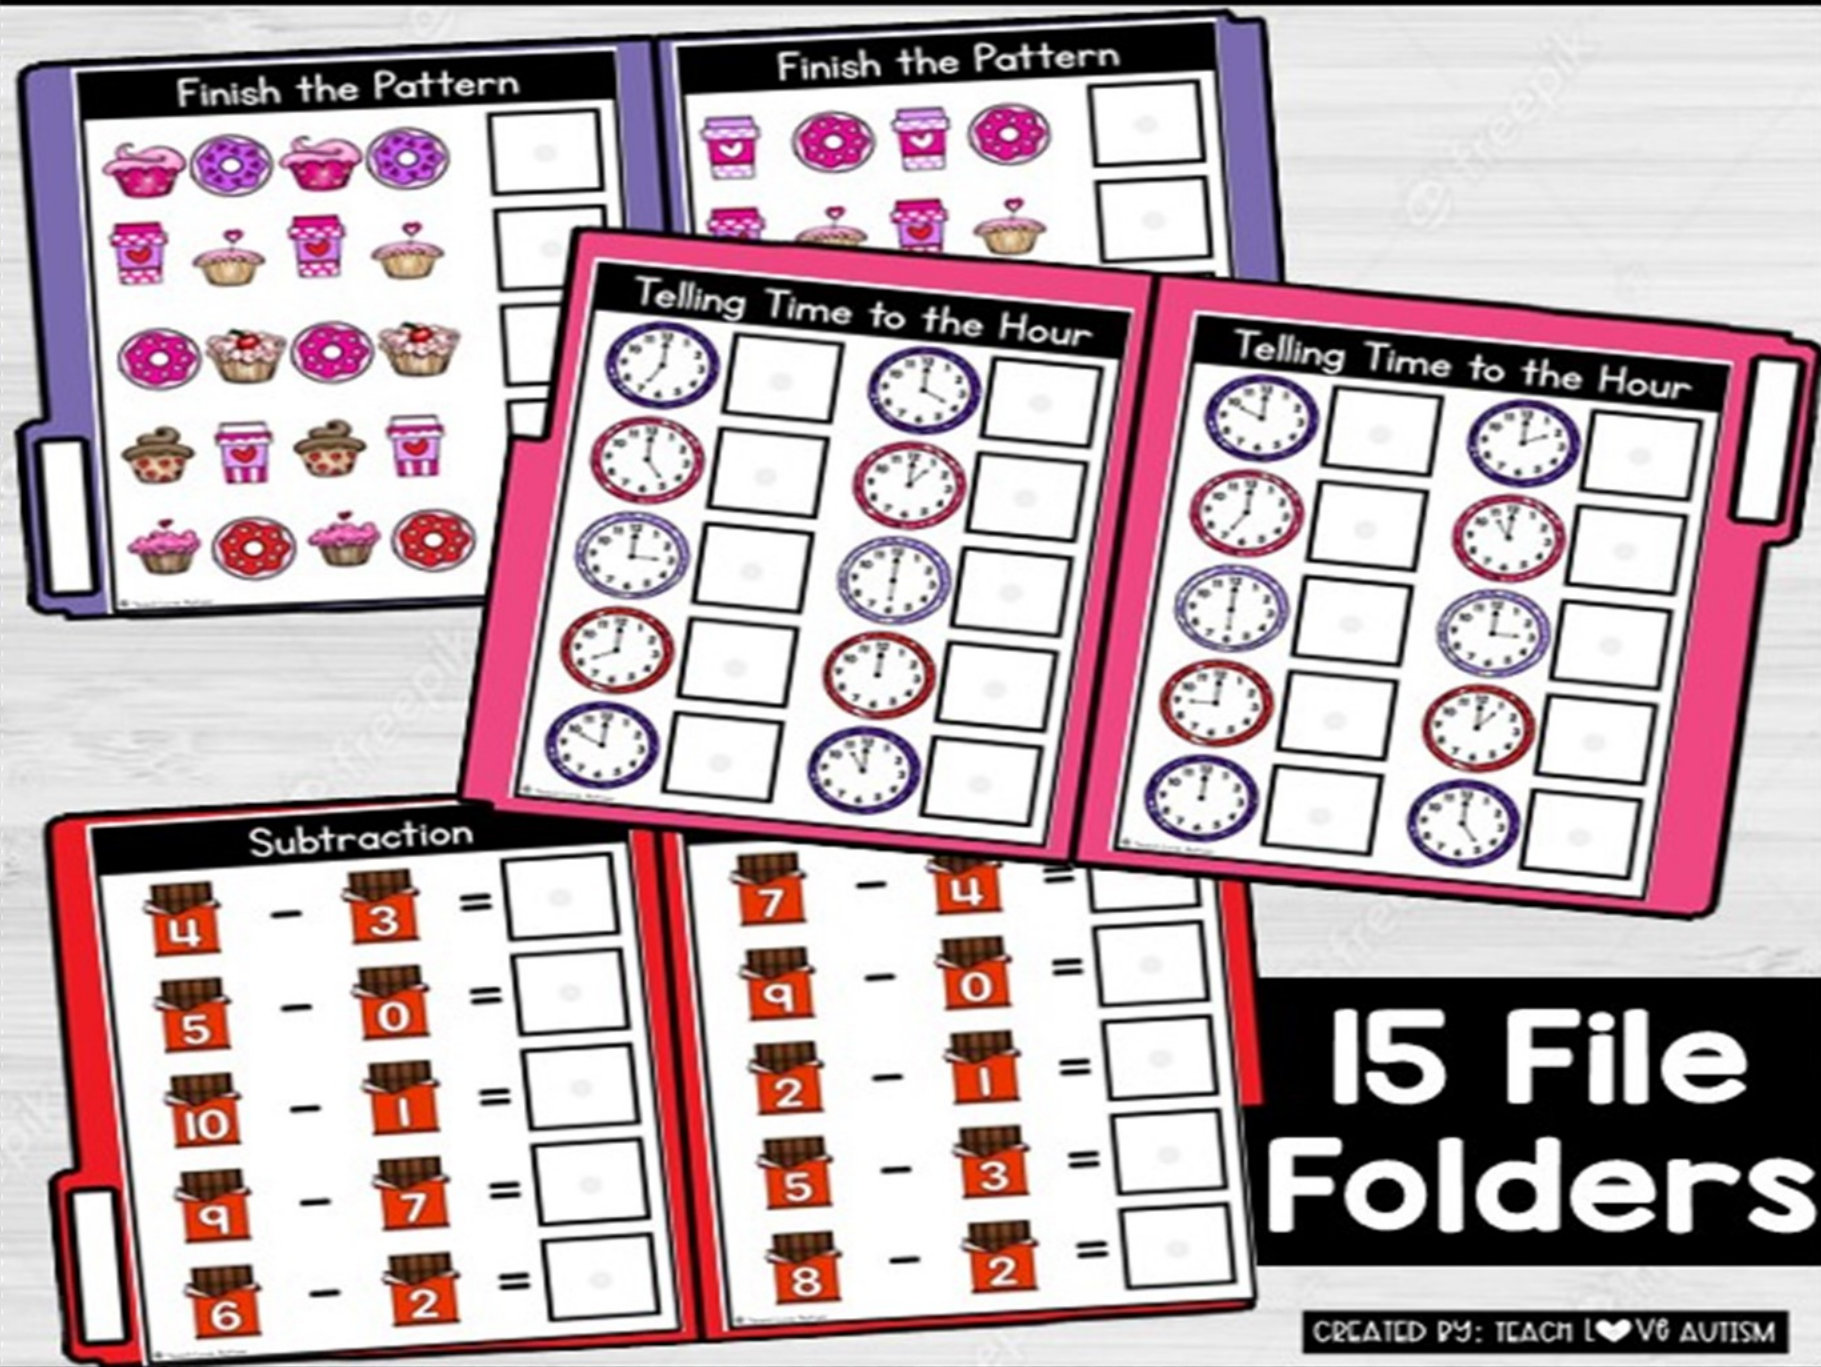 Finish the Pattern
Finish the Pattern
Telling Time to the Hour
Telling Time to the Hour
Subtraction
4 - 3 =
5 - 0 =
10 - 1 =
9 - 7 =
6 - 2 =
7 - 4 =
9 - 0 =
2 - 1 =
5 - 3 =
8 - 2 =
15 File
Folders
CREATED BY: TEACH LOVE AUTISM
freepik